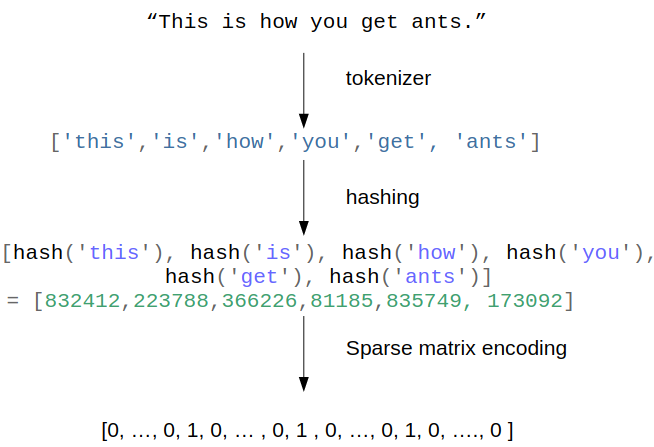 “This is how you get ants.”
tokenizer
['this','is','how','you','get', 'ants']
hashing
[hash('this'), hash('is'), hash('how'), hash('you'),
hash('get'), hash('ants')]
= [832412,223788,366226,81185,835749, 173092]
Sparse matrix encoding
[0, ..., 0, 1, 0, ... , 0, 1 , 0, ..., 0, 1, 0, ...., 0 ]